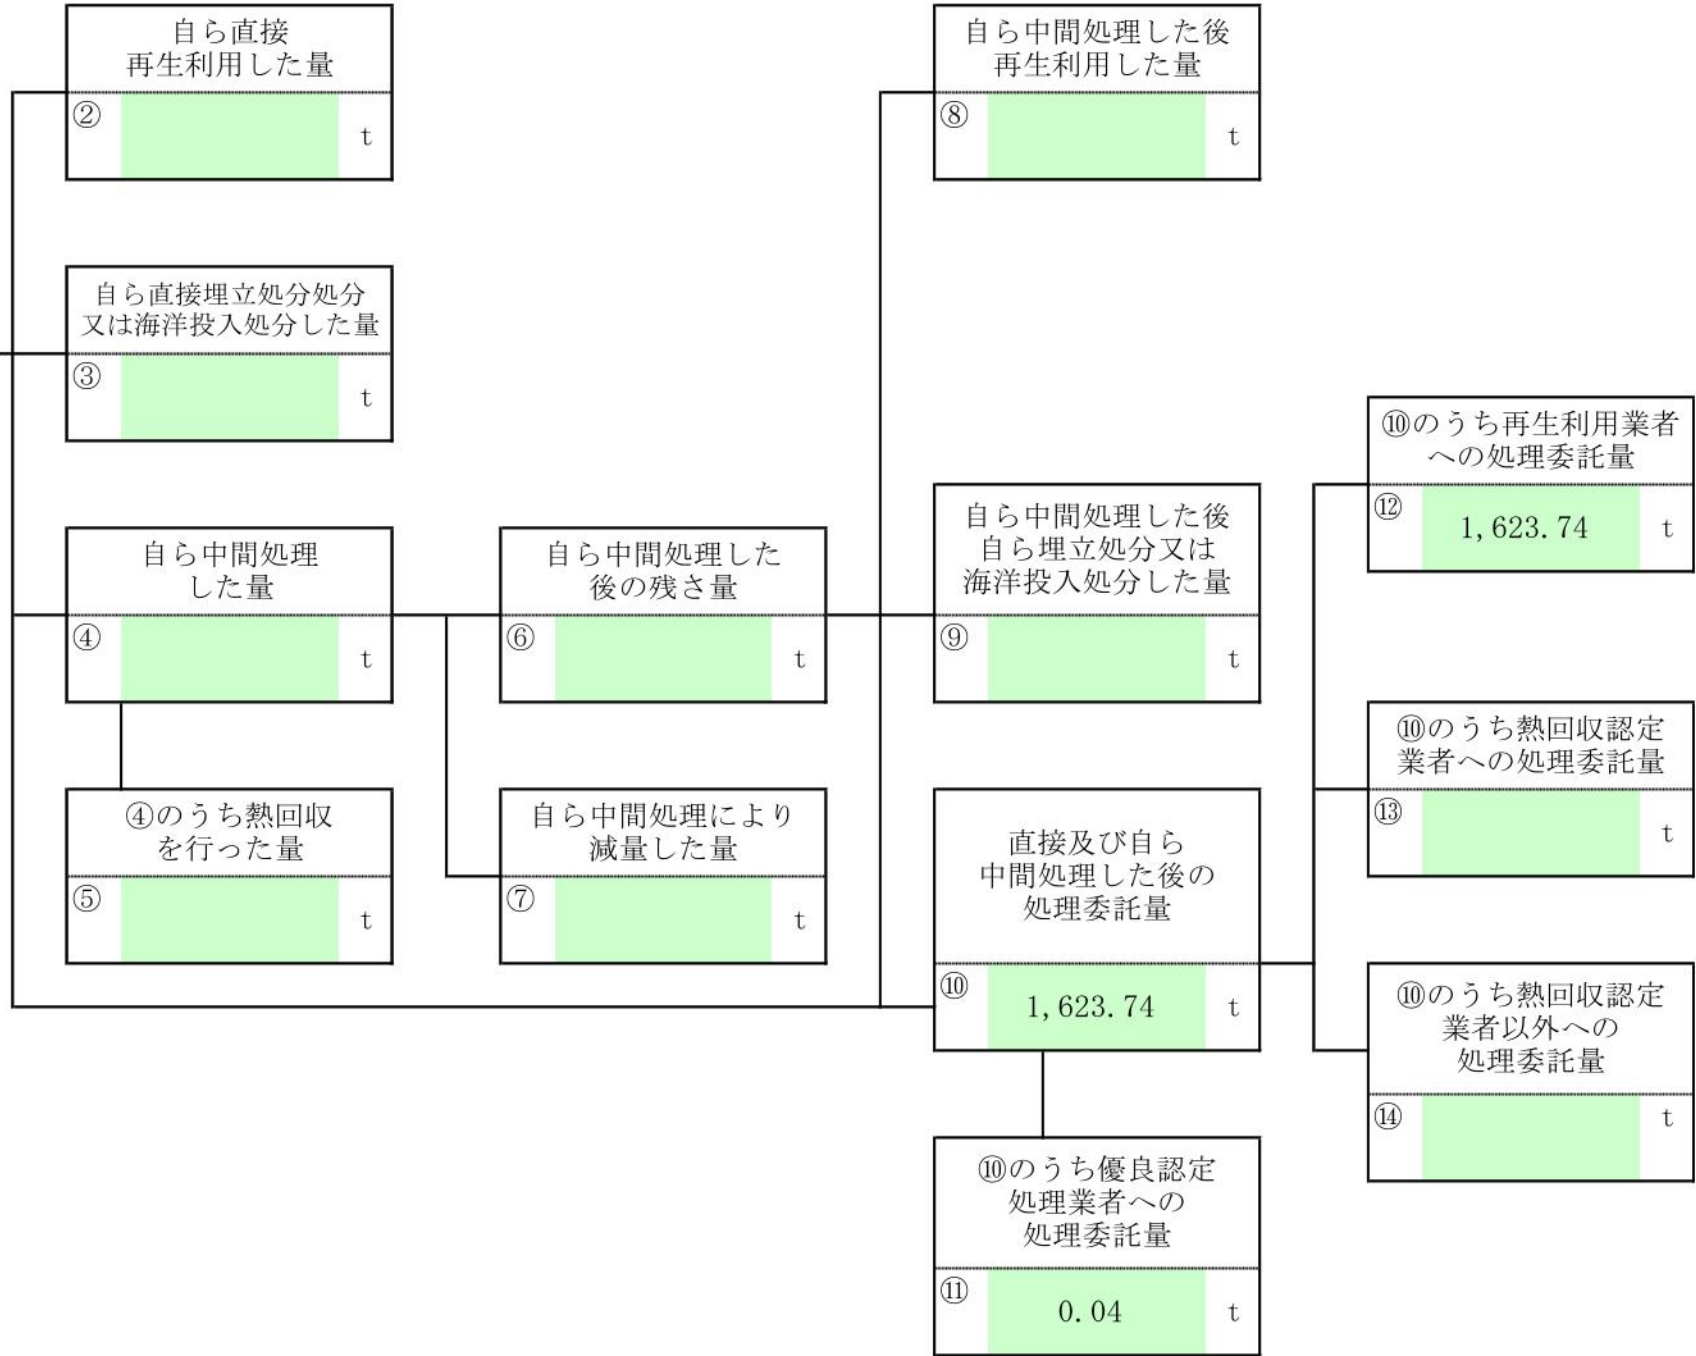 自ら直接
再生利用した量
② t
自ら直接埋立処分処分
又は海洋投入処分した量
③ t
自ら中間処理
した量
④ t
④のうち熱回収
を行った量
⑤ t
自ら中間処理した
後の残さ量
⑥ t
自ら中間処理により
減量した量
⑦ t
自ら中間処理した後
再生利用した量
⑧ t
自ら中間処理した後
自ら埋立処分又は
海洋投入処分した量
⑨ t
直接及び自ら
中間処理した後の
処理委託量
⑩ 1,623.74 t
⑩のうち優良認定
処理業者への
処理委託量
⑪ 0.04 t
⑩のうち再生利用業者
への処理委託量
⑫ 1,623.74 t
⑩のうち熱回収認定
業者への処理委託量
⑬ t
⑩のうち熱回収認定
業者以外への
処理委託量
⑭ t